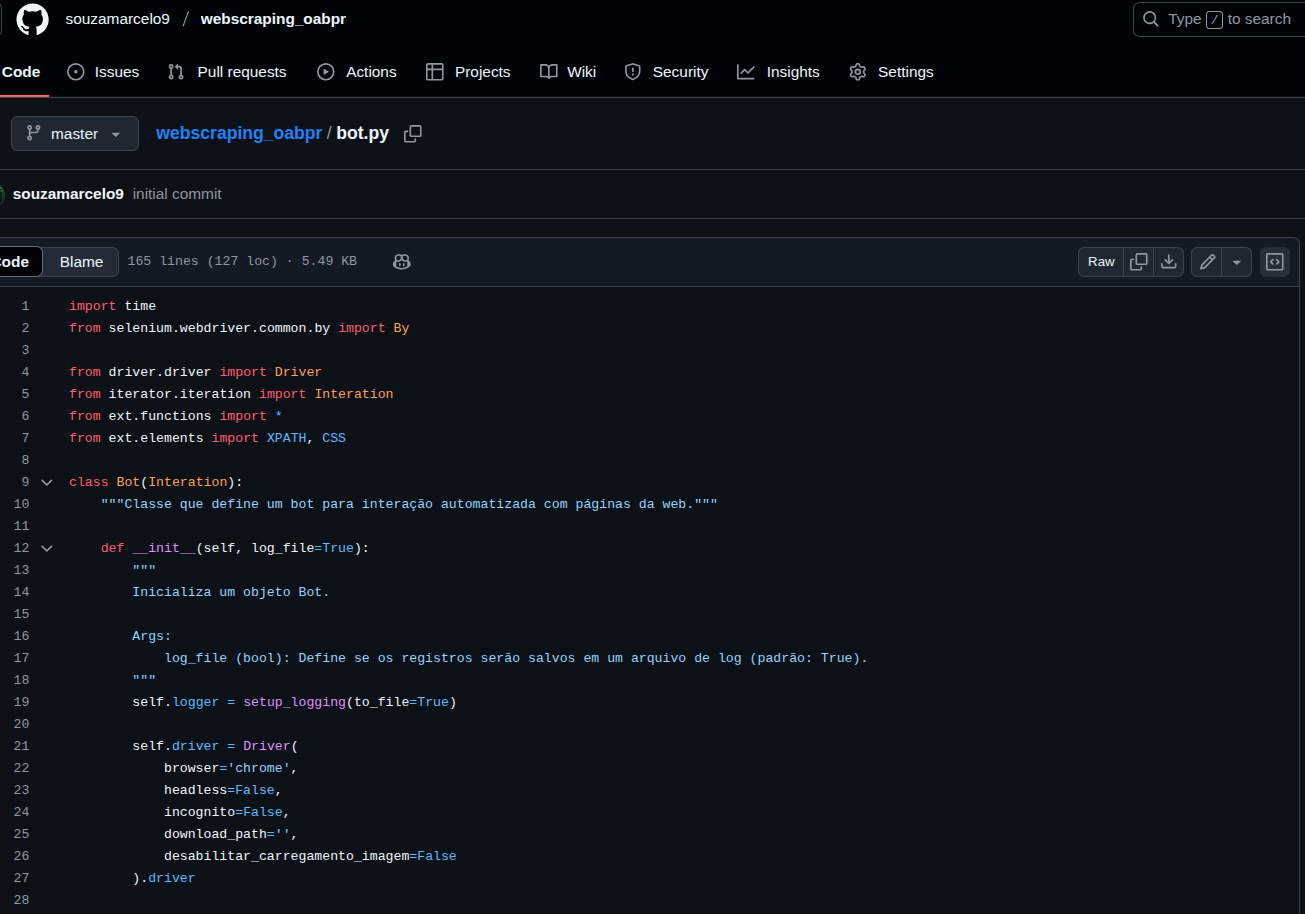 souzamarcelo9 / webscraping_oabpr Type / to search
Code Issues Pull requests Actions Projects Wiki Security Insights Settings
master webscraping_oabpr / bot.py
souzamarcelo9 initial commit
Code Blame 165 lines (127 loc) · 5.49 KB Raw
1 import time
2 from selenium.webdriver.common.by import By
3
4 from driver.driver import Driver
5 from iterator.iteration import Interation
6 from ext.functions import *
7 from ext.elements import XPATH, CSS
8
9 class Bot(Interation):
10     """Classe que define um bot para interação automatizada com páginas da web."""
11
12     def __init__(self, log_file=True):
13         """
14         Inicializa um objeto Bot.
15
16         Args:
17             log_file (bool): Define se os registros serão salvos em um arquivo de log (padrão: True).
18         """
19         self.logger = setup_logging(to_file=True)
20
21         self.driver = Driver(
22             browser='chrome',
23             headless=False,
24             incognito=False,
25             download_path='',
26             desabilitar_carregamento_imagem=False
27         ).driver
28